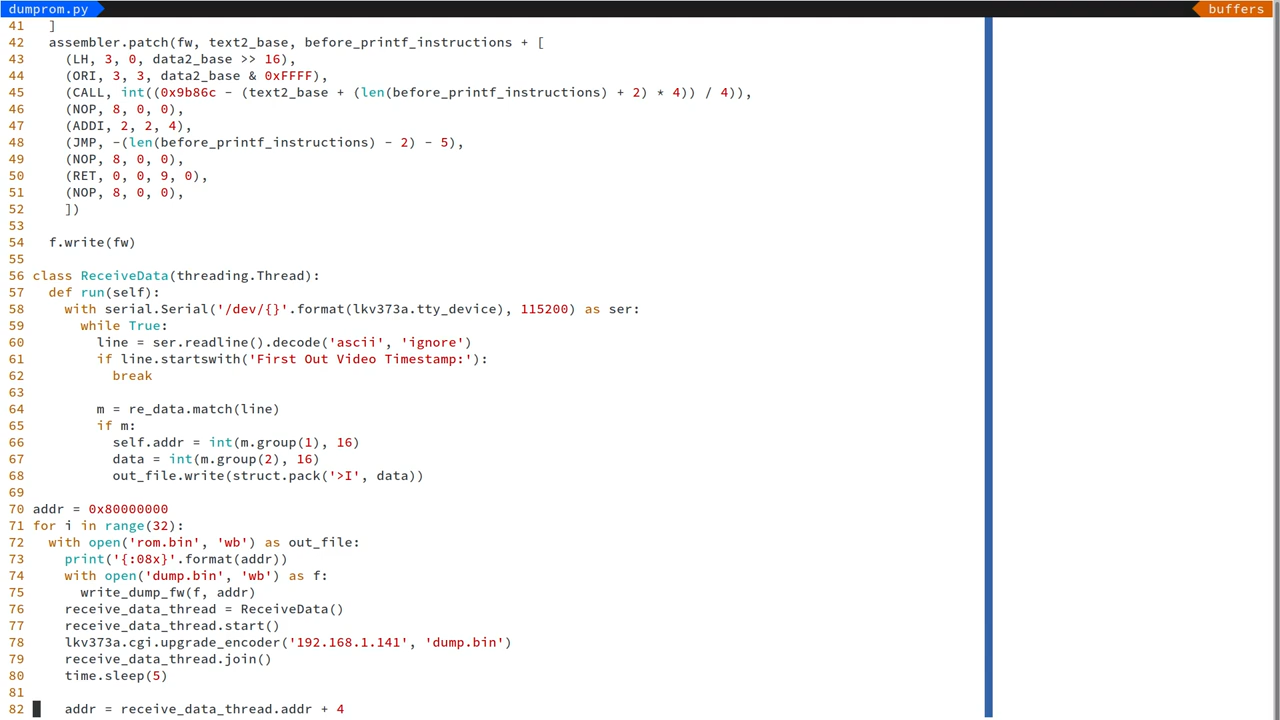 dumprom.py buffers
41 ]
42 assembler.patch(fw, text2_base, before_printf_instructions + [
43 (LH, 3, 0, data2_base >> 16),
44 (ORI, 3, 3, data2_base & 0xFFFF),
45 (CALL, int((0x9b86c - (text2_base + (len(before_printf_instructions) + 2) * 4)) / 4)),
46 (NOP, 8, 0, 0),
47 (ADDI, 2, 2, 4),
48 (JMP, -(len(before_printf_instructions) - 2) - 5),
49 (NOP, 8, 0, 0),
50 (RET, 0, 0, 9, 0),
51 (NOP, 8, 0, 0),
52 ])
53
54 f.write(fw)
55
56 class ReceiveData(threading.Thread):
57 def run(self):
58 with serial.Serial('/dev/{}'.format(lkv373a.tty_device), 115200) as ser:
59 while True:
60 line = ser.readline().decode('ascii', 'ignore')
61 if line.startswith('First Out Video Timestamp:'):
62 break
63
64 m = re_data.match(line)
65 if m:
66 self.addr = int(m.group(1), 16)
67 data = int(m.group(2), 16)
68 out_file.write(struct.pack('>I', data))
69
70 addr = 0x80000000
71 for i in range(32):
72 with open('rom.bin', 'wb') as out_file:
73 print('{:08x}'.format(addr))
74 with open('dump.bin', 'wb') as f:
75 write_dump_fw(f, addr)
76 receive_data_thread = ReceiveData()
77 receive_data_thread.start()
78 lkv373a.cgi.upgrade_encoder('192.168.1.141', 'dump.bin')
79 receive_data_thread.join()
80 time.sleep(5)
81
82 addr = receive_data_thread.addr + 4